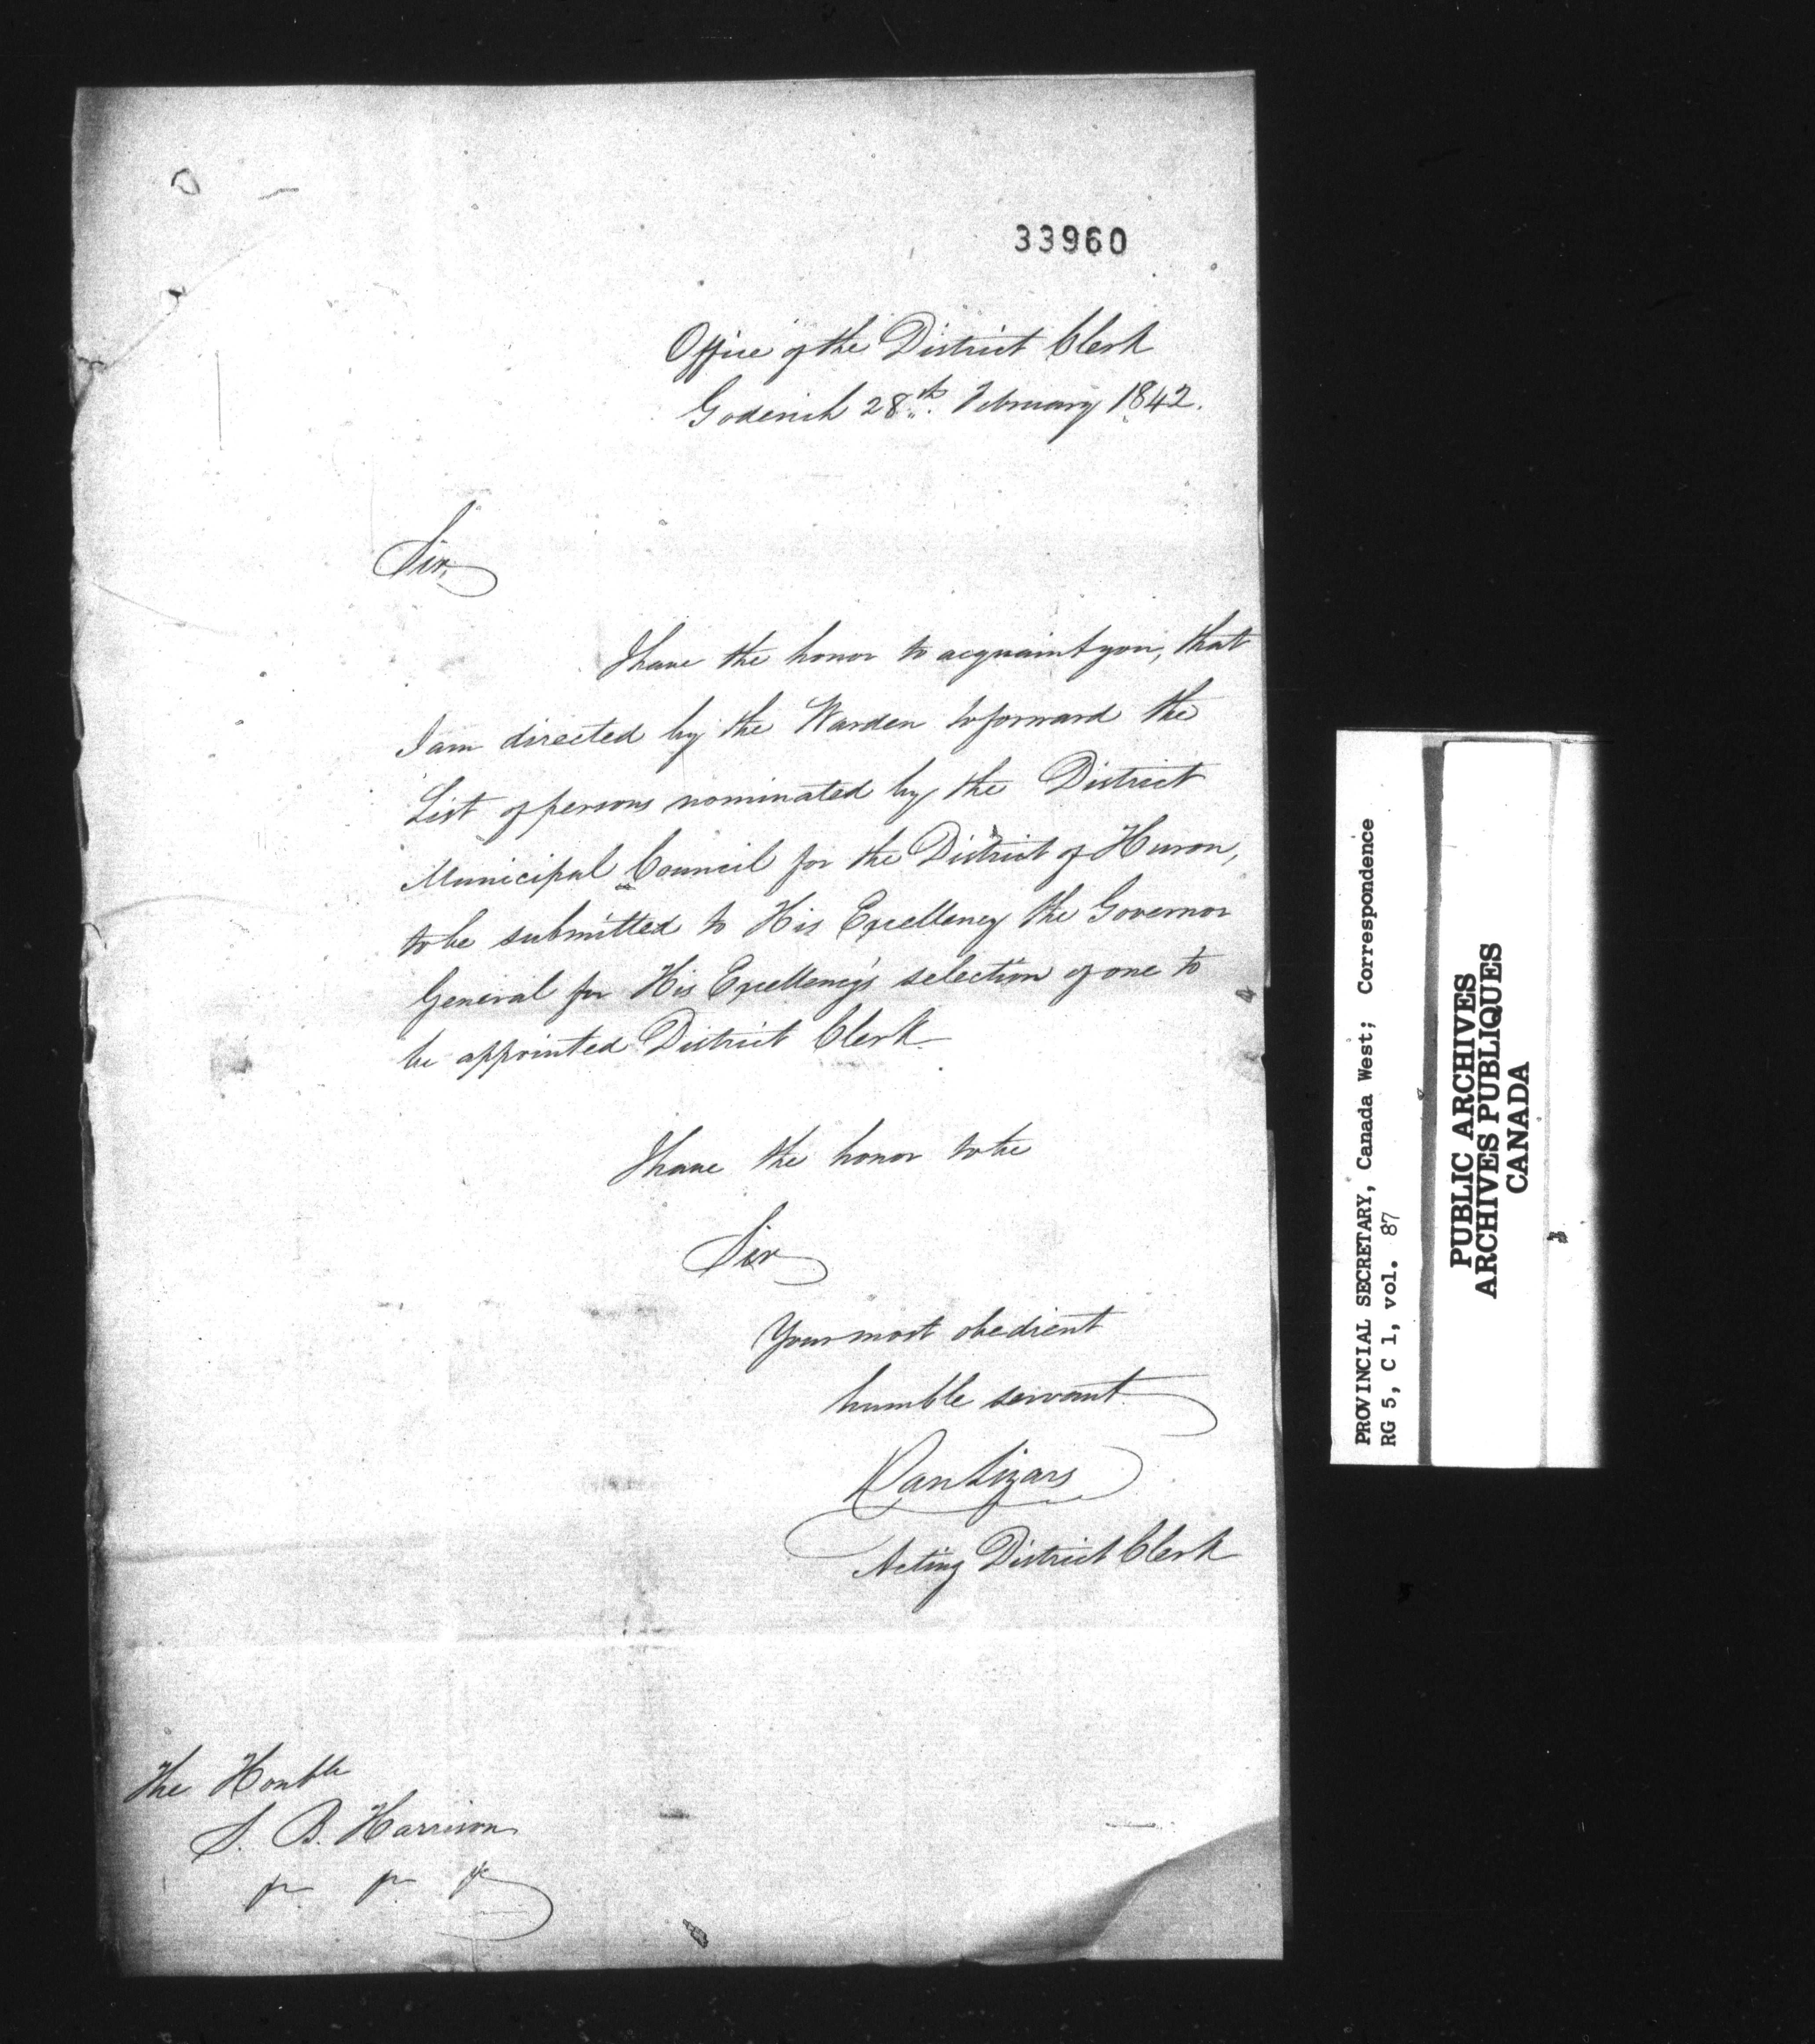 33960
Office of the District Clerk
Goderich 28th. February 1842.
Sir,
I have the honor to acquaint you, that
I am directed by the Warden to forward the
List of persons nominated by the District
Municipal Council for the District of Huron,
to be submitted to His Excellency the Governor
General for His Excellency's selection of one to
be appointed District Clerk.
I have the honor to be
Sir
Your most obedient
humble servant
Dan Lizars
Acting District Clerk
The Honble
S. B. Harrison
PROVINCIAL SECRETARY, Canada West; Correspondence
RG 5, C 1, vol. 87
PUBLIC ARCHIVES
ARCHIVES PUBLIQUES
CANADA